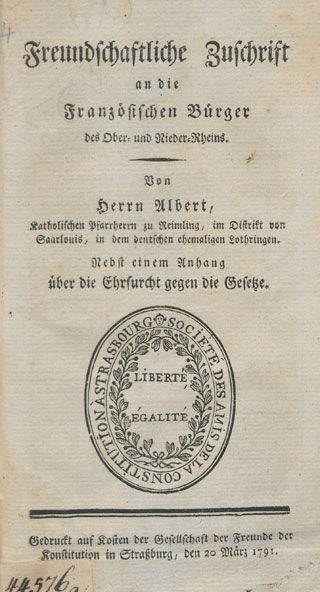 Freundschaftliche Zuschrift
an die
Französischen Bürger
des Ober- und Nieder-Rheins.
Von
Herrn Albert,
Katholischen Pfarrherrn zu Reimling, im Distrikt von
Saarlouis, in dem deutschen ehemaligen Lothringen.
Nebst einem Anhang
über die Ehrfurcht gegen die Gesetze.
SOCIÉTÉ DES AMIS DE LA CONSTITUTION À STRASBOURG
LIBERTÉ,
ÉGALITÉ
Gedruckt auf Kosten der Gesellschaft der Freunde der
Konstitution in Straßburg, den 20 März 1791.
44576a